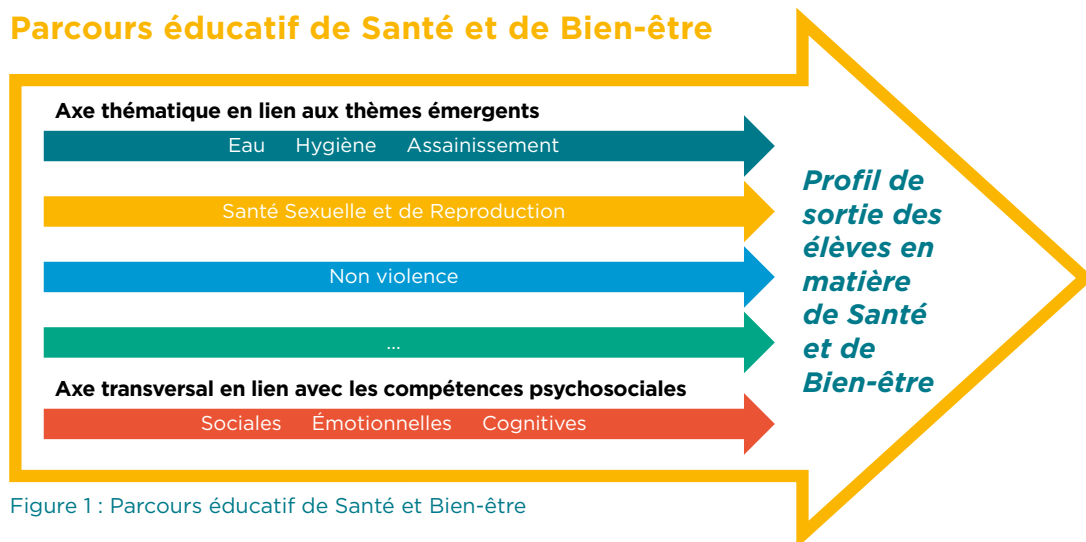 Parcours éducatif de Santé et de Bien-être
Axe thématique en lien aux thèmes émergents
Eau Hygiène Assainissement
Santé Sexuelle et de Reproduction
Non violence
...
Axe transversal en lien avec les compétences psychosociales
Sociales Émotionnelles Cognitives
Profil de
sortie des
élèves en
matière
de Santé
et de
Bien-être
Figure 1 : Parcours éducatif de Santé et Bien-être